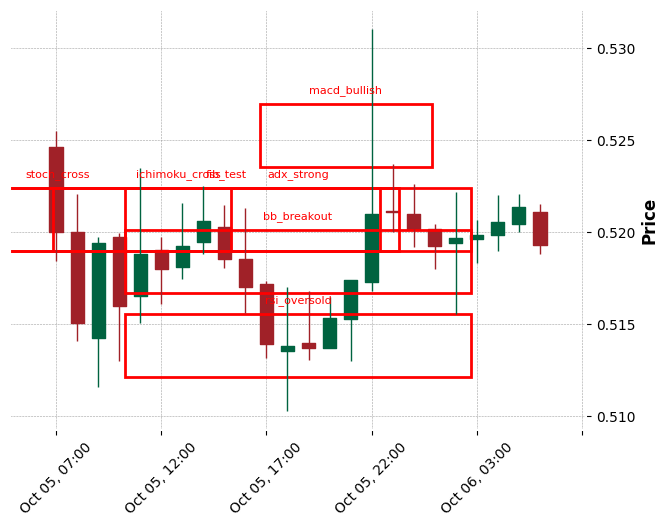 macd_bullish
0.530
0.525
stoch_cross
ichimoku_cross
fib_test
adx_strong
bb_breakout
0.520
rsi_oversold
0.515
0.510
Price
Oct 05, 07:00
Oct 05, 12:00
Oct 05, 17:00
Oct 05, 22:00
Oct 06, 03:00